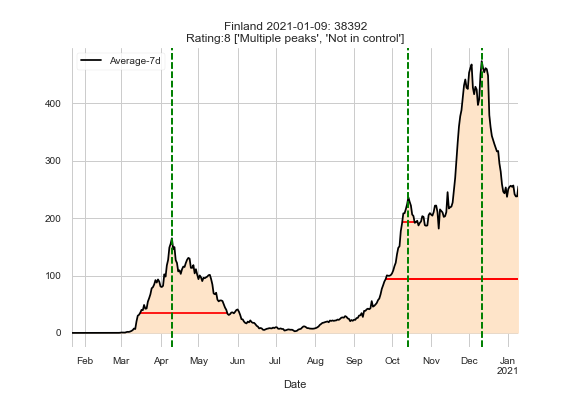 Finland 2021-01-09: 38392
Rating:8 ['Multiple peaks', 'Not in control']
Average-7d
400
300
200
100
0
Feb Mar Apr May Jun Jul Aug Sep Oct Nov Dec Jan
2021
Date